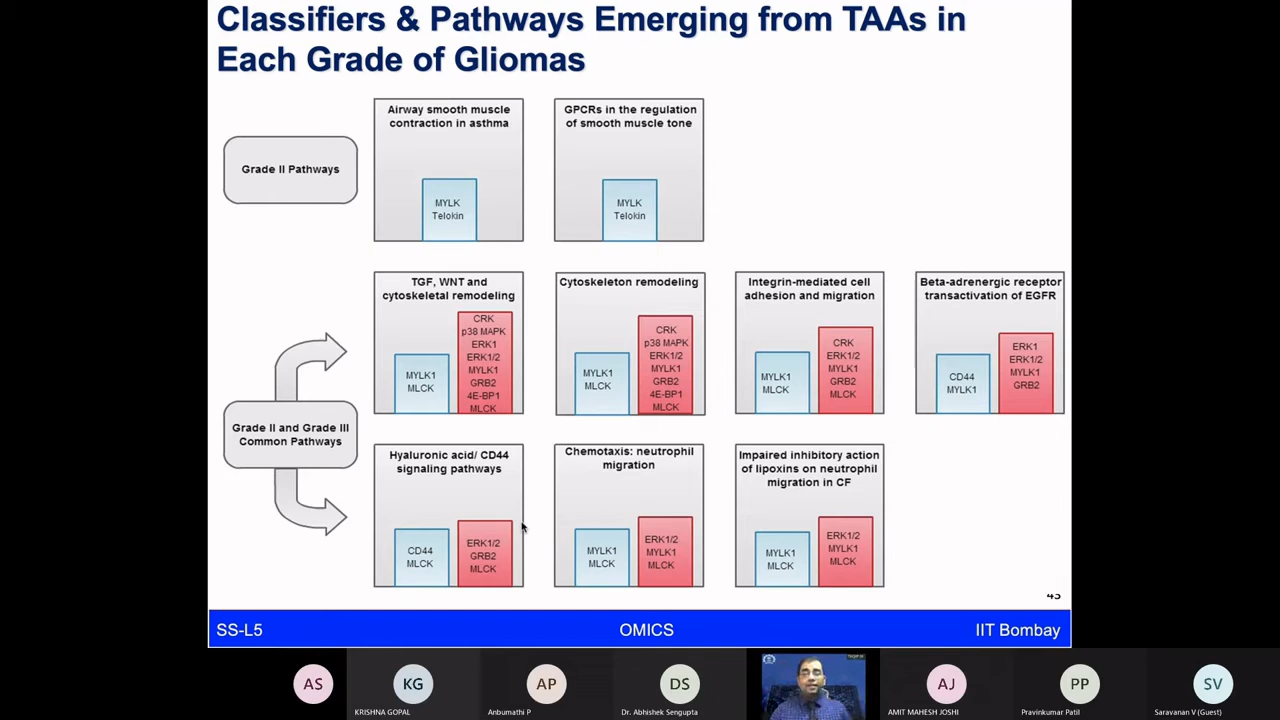 Classifiers & Pathways Emerging from TAAs in
Each Grade of Gliomas
Grade II Pathways
Airway smooth muscle
contraction in asthma
MYLK
Telokin
GPCRs in the regulation
of smooth muscle tone
MYLK
Telokin
Grade II and Grade III
Common Pathways
TGF, WNT and
cytoskeletal remodeling
MYLK1
MLCK
CRK
p38 MAPK
ERK1
ERK1/2
MYLK1
GRB2
4E-BP1
MLCK
Cytoskeleton remodeling
MYLK1
MLCK
CRK
p38 MAPK
ERK1/2
MYLK1
GRB2
4E-BP1
MLCK
Integrin-mediated cell
adhesion and migration
MYLK1
MLCK
CRK
ERK1/2
MYLK1
GRB2
MLCK
Beta-adrenergic receptor
transactivation of EGFR
CD44
MYLK1
ERK1
ERK1/2
MYLK1
GRB2
Hyaluronic acid/ CD44
signaling pathways
CD44
MLCK
ERK1/2
GRB2
MLCK
Chemotaxis: neutrophil
migration
MYLK1
MLCK
ERK1/2
MYLK1
MLCK
Impaired inhibitory action
of lipoxins on neutrophil
migration in CF
MYLK1
MLCK
ERK1/2
MYLK1
MLCK
SS-L5
OMICS
IIT Bombay
AS
KG
KRISHNA GOPAL
AP
Anbumathi P
DS
Dr. Abhishek Sengupta
AJ
AMIT MAHESH JOSHI
PP
Pravinkumar Patil
SV
Saravanan V (Guest)